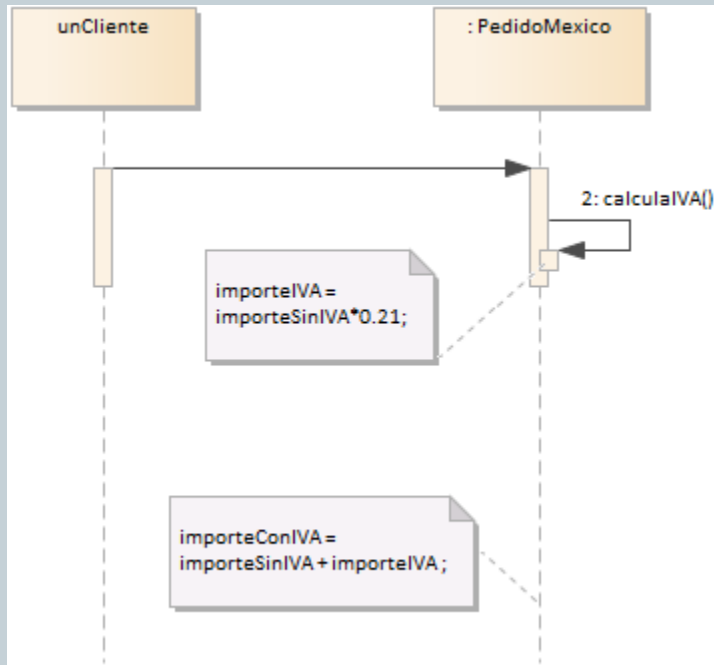 unCliente
: PedidoMexico
2: calculaIVA()
importeIVA =
importeSinIVA*0.21;
importeConIVA =
importeSinIVA + importeIVA ;